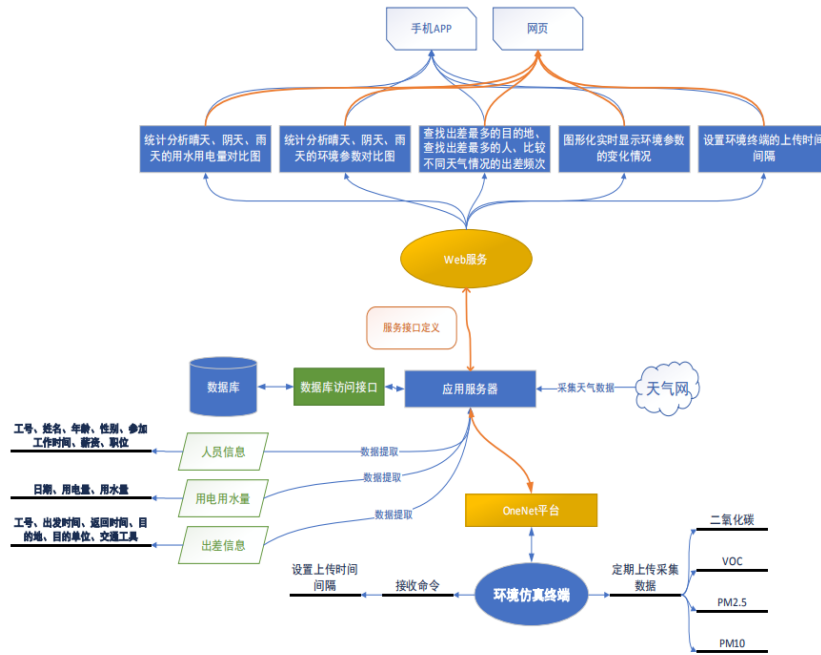 手机APP
网页
统计分析晴天、阴天、雨
天的用水用电量对比图
统计分析晴天、阴天、雨
天的环境参数对比图
查找出差最多的目的地、
查找出差最多的人、比较
不同天气情况的出差频次
图形化实时显示环境参数
的变化情况
设置环境终端的上传时间
间隔
Web服务
服务接口定义
数据库
数据库访问接口
应用服务器
采集天气数据
天气网
工号、姓名、年龄、性别、参加
工作时间、薪资、职位
人员信息
数据提取
日期、用电量、用水量
用电用水量
数据提取
工号、出发时间、返回时间、目
的地、目的单位、交通工具
出差信息
数据提取
OneNet平台
设置上传时间
间隔
接收命令
环境仿真终端
定期上传采集
数据
二氧化碳
VOC
PM2.5
PM10